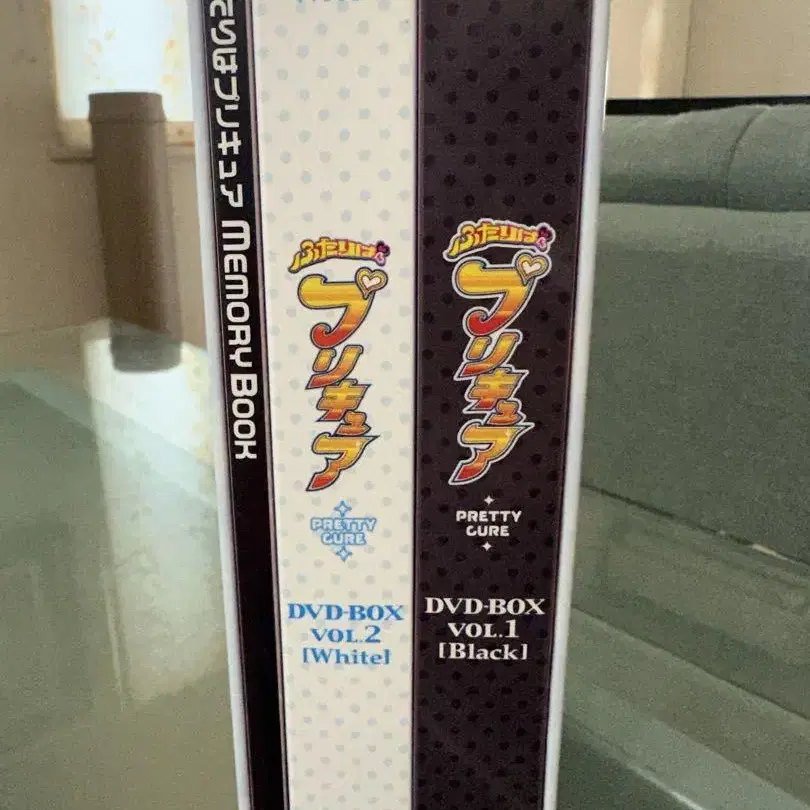 ふたりはプリキュア MEMORY BOOK
ふたりは
プリキュア
PRETTY
CURE
DVD-BOX
VOL.2
[White]
ふたりは
プリキュア
PRETTY
CURE
DVD-BOX
VOL.1
[Black]